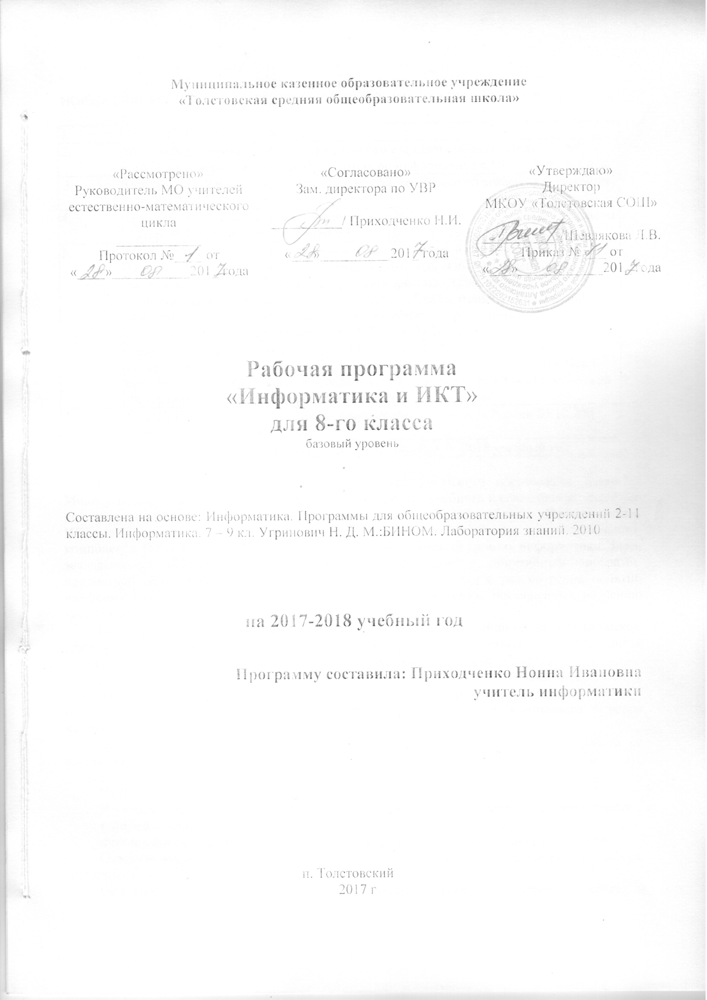 Муниципальное казенное образовательное учреждение
«Толстовская средняя общеобразовательная школа»
«Рассмотрено»
Руководитель МО учителей
естественно-математического
цикла
Протокол № 1 от
«28» 08 2017 года
«Согласовано»
Зам. директора по УВР
/ Приходченко Н.И.
«28» 08 2017 года
«Утверждаю»
Директор
МКОУ «Толстовская СОШ»
/Шевлякова Л.В.
Приказ № от
«28» 08 2017 года
1022202152631
Рабочая программа
«Информатика и ИКТ»
для 8-го класса
базовый уровень
Составлена на основе: Информатика. Программы для общеобразовательных учреждений 2-11
классы. Информатика. 7 – 9 кл. Угринович Н. Д. М.:БИНОМ. Лаборатория знаний. 2010
на 2017-2018 учебный год
Программу составила: Приходченко Нонна Ивановна
учитель информатики
п. Толстовский
2017 г